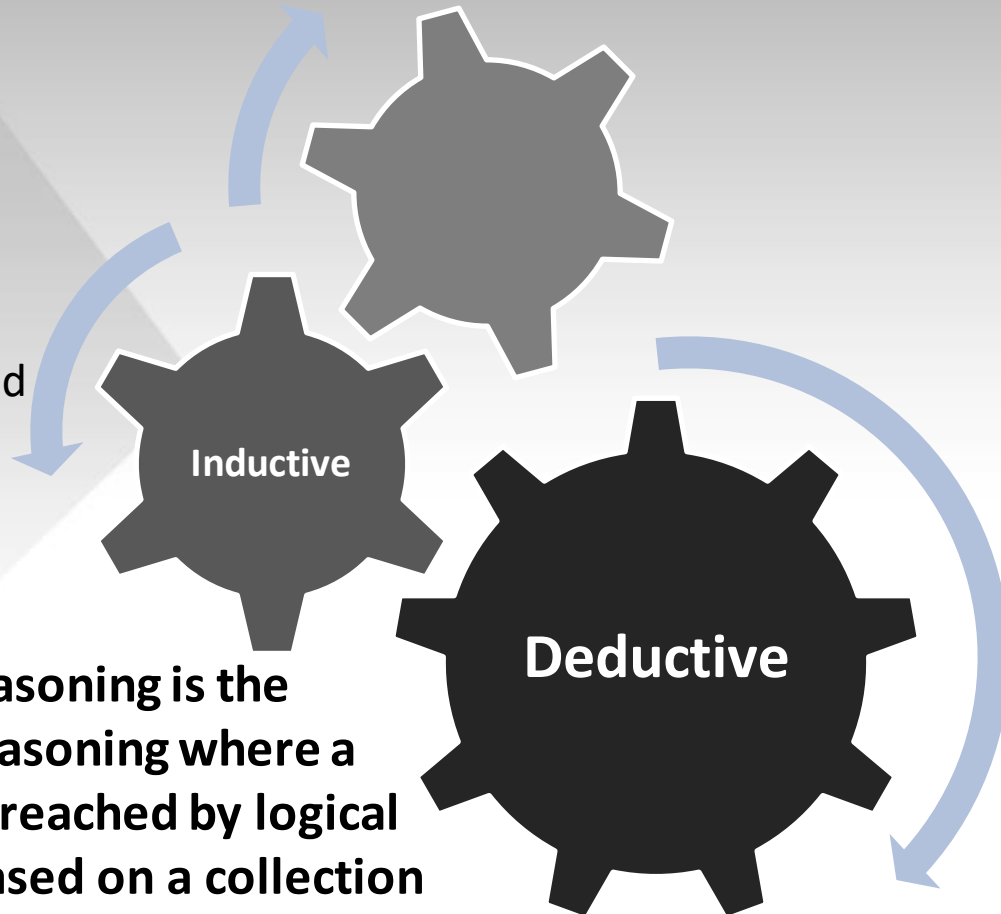 d
Inductive
Deductive
asoning is the
asoning where a
reached by logical
ased on a collection